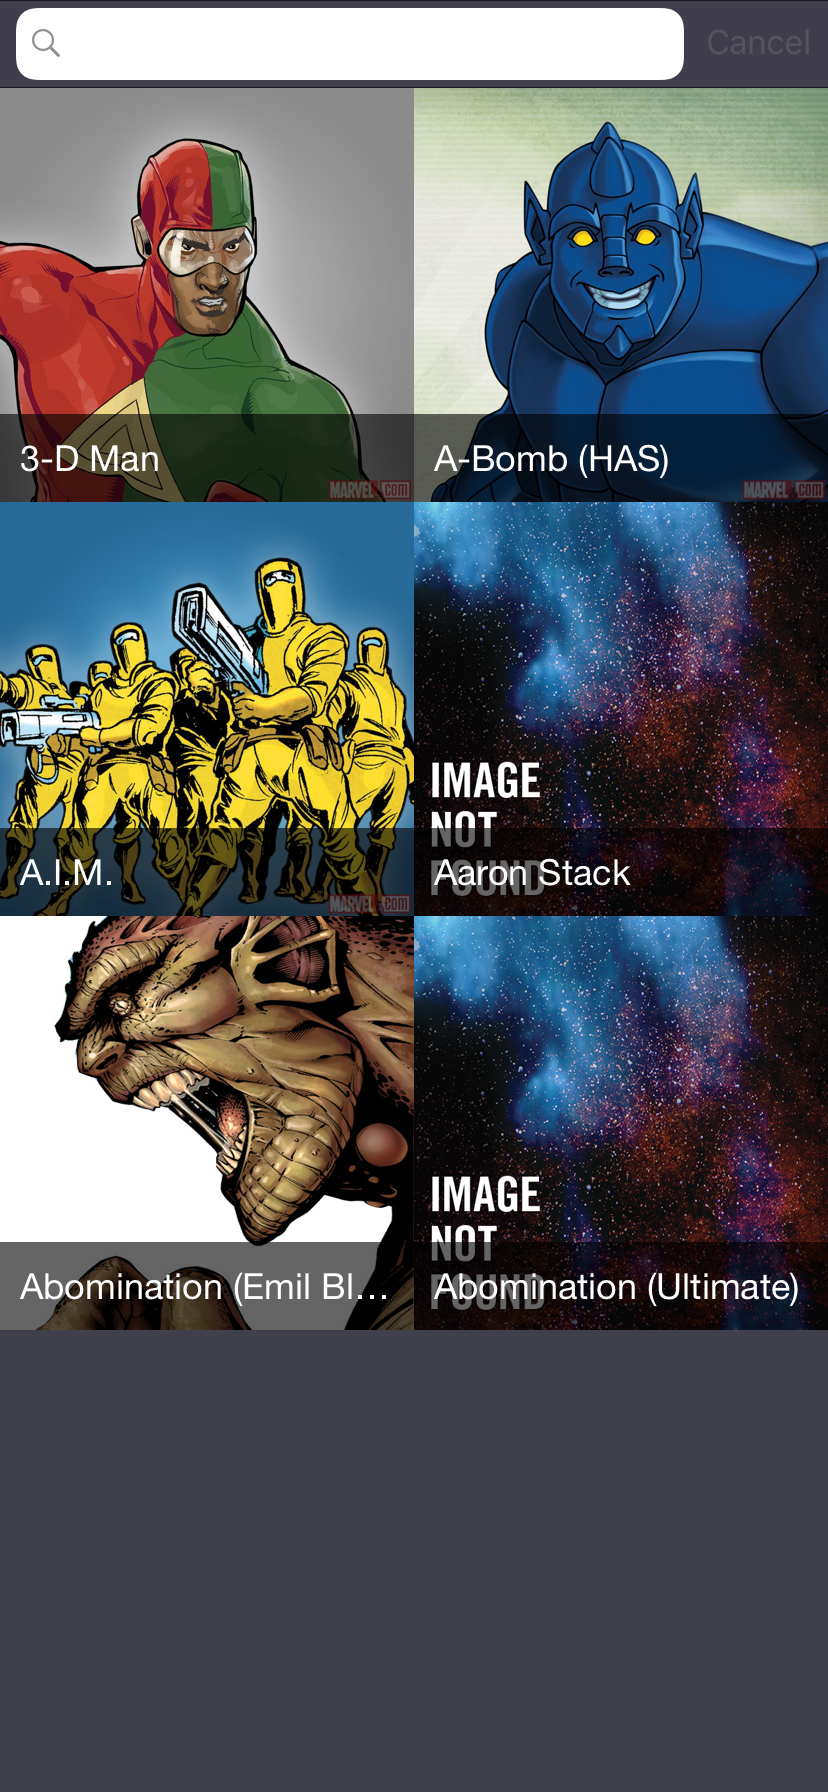 Cancel
3-D Man
MARVEL.com
A-Bomb (HAS)
MARVEL.com
A.I.M.
MARVEL.com
IMAGE
NOT
FOUND
Aaron Stack
Abomination (Emil Bl...
IMAGE
NOT
FOUND
Abomination (Ultimate)